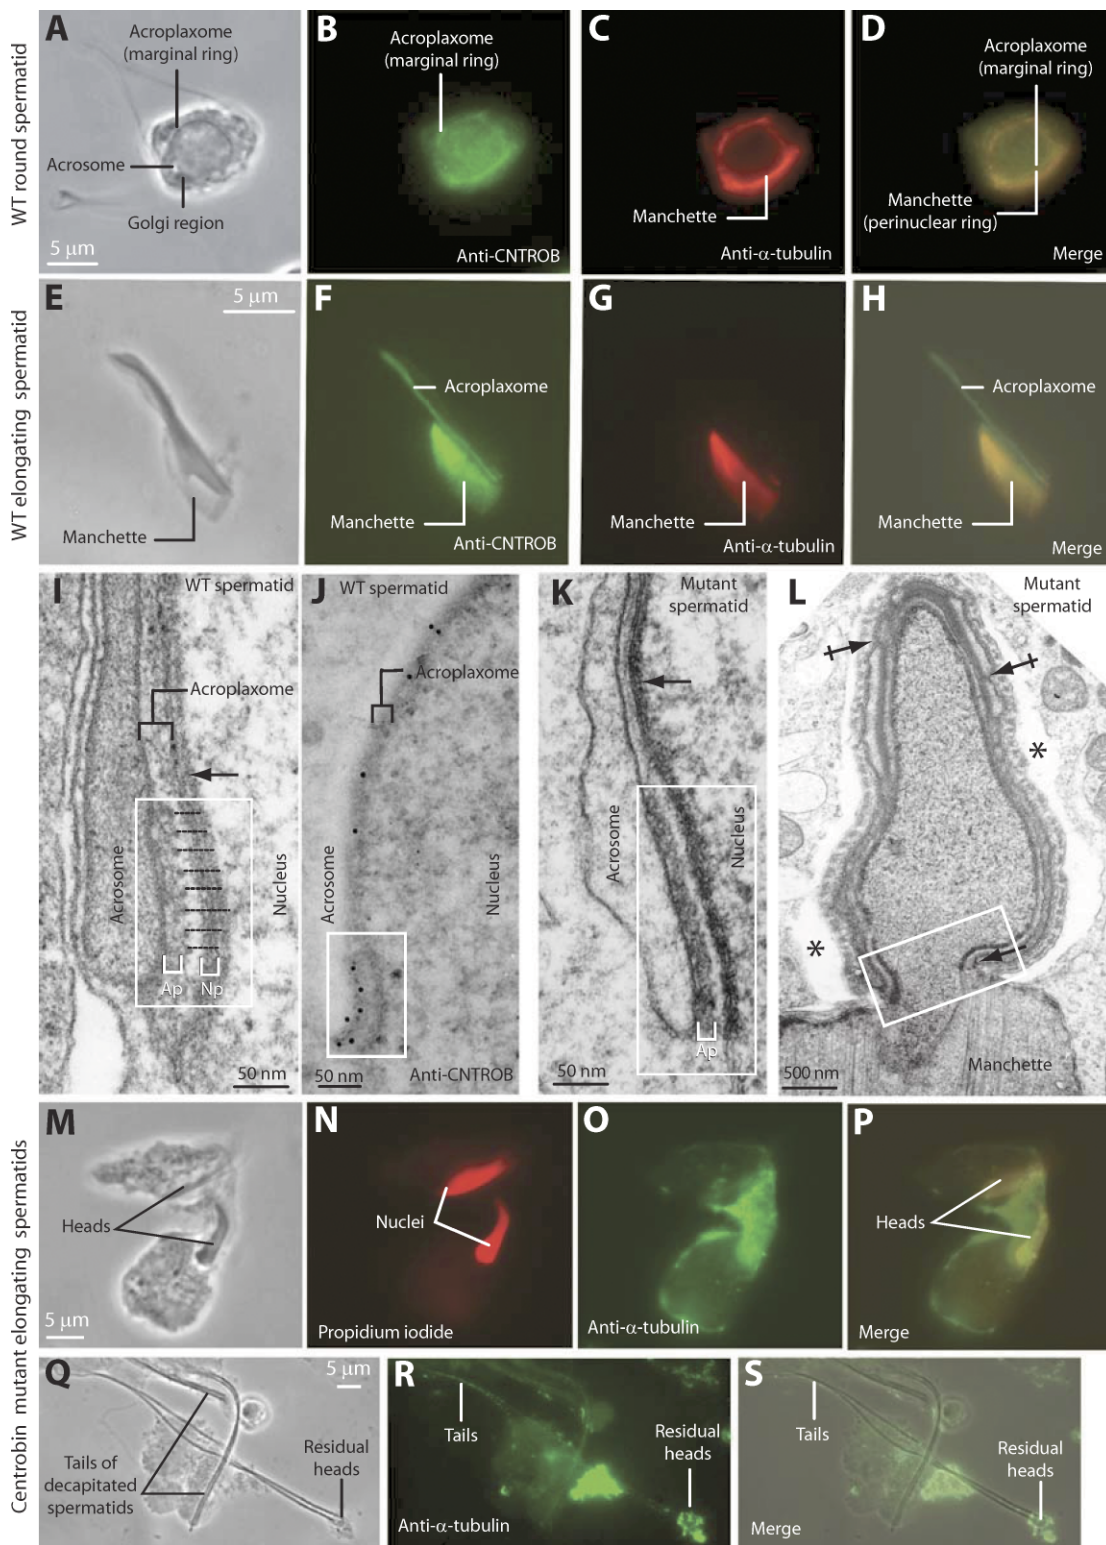 WT round spermatid
A
Acroplaxome
(marginal ring)
Acrosome
Golgi region
5 µm
B
Acroplaxome
(marginal ring)
Anti-CNTROB
C
Manchette
Anti-α-tubulin
D
Acroplaxome
(marginal ring)
Manchette
(perinuclear ring)
Merge
WT elongating spermatid
E
5 µm
Manchette
F
Acroplaxome
Manchette
Anti-CNTROB
G
Manchette
Anti-α-tubulin
H
Manchette
Merge
I
WT spermatid
Acroplaxome
Acrosome
Nucleus
Ap
Np
50 nm
J
WT spermatid
Acroplaxome
Acrosome
Nucleus
50 nm
Anti-CNTROB
K
Mutant
spermatid
Acrosome
Nucleus
Ap
50 nm
L
Mutant
spermatid
*
*
Manchette
500 nm
Centrobin mutant elongating spermatids
M
Heads
5 µm
N
Nuclei
Propidium iodide
O
Anti-α-tubulin
P
Heads
Merge
Q
5 µm
Tails of
decapitated
spermatids
Residual
heads
R
Tails
Residual
heads
Anti-α-tubulin
S
Tails
Residual
heads
Merge